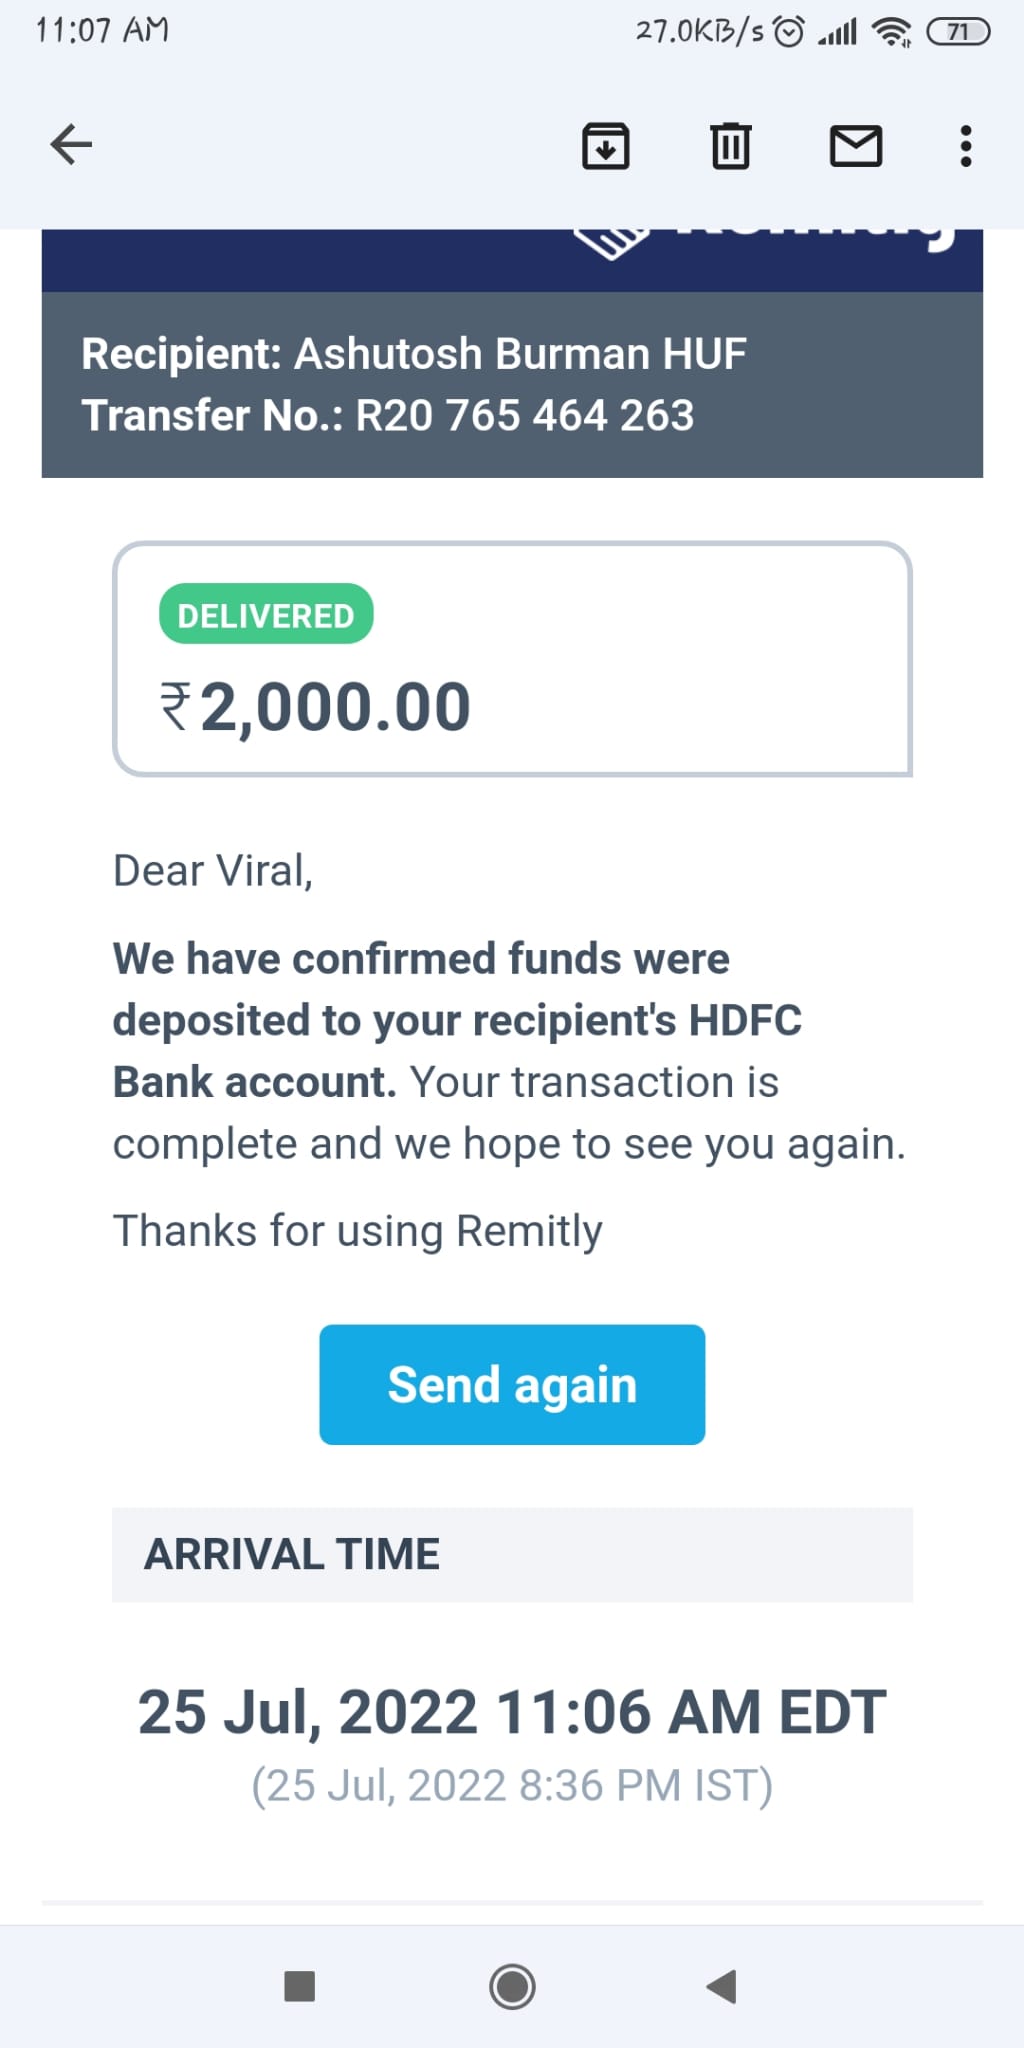 11:07 AM 27.0KB/s 71
Remitly
Recipient: Ashutosh Burman HUF
Transfer No.: R20 765 464 263
DELIVERED
₹2,000.00
Dear Viral,
We have confirmed funds were
deposited to your recipient's HDFC
Bank account. Your transaction is
complete and we hope to see you again.
Thanks for using Remitly
Send again
ARRIVAL TIME
25 Jul, 2022 11:06 AM EDT
(25 Jul, 2022 8:36 PM IST)